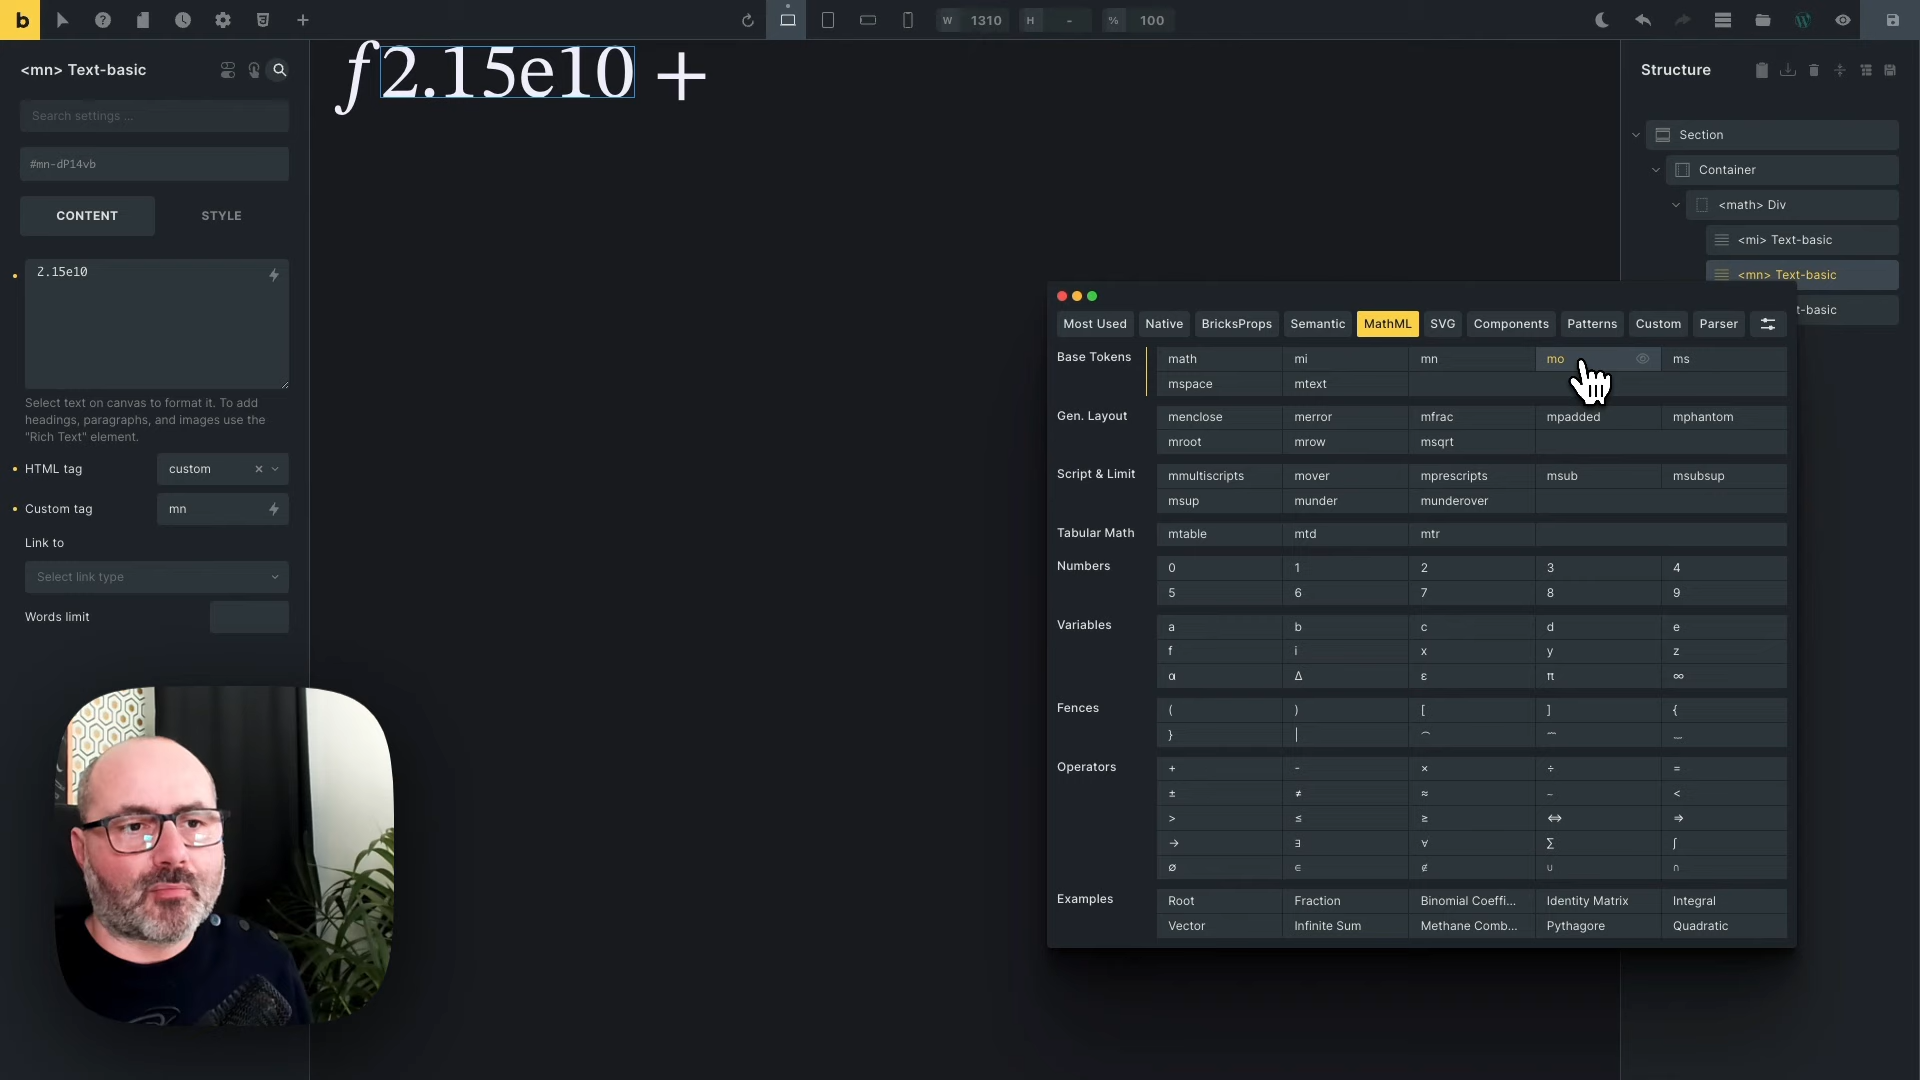 b
W 1310 H - % 100
f2.15e10 +
<mn> Text-basic
Search settings ...
#mn-dP14vb
CONTENT STYLE
2.15e10
Select text on canvas to format it. To add
headings, paragraphs, and images use the
"Rich Text" element.
HTML tag custom
Custom tag mn
Link to
Select link type
Words limit
Structure
Section
Container
<math> Div
<mi> Text-basic
<mn> Text-basic
t-basic
Most Used Native BricksProps Semantic MathML SVG Components Patterns Custom Parser
Base Tokens math mi mn mo ms
mspace mtext
Gen. Layout menclose merror mfrac mpadded mphantom
mroot mrow msqrt
Script & Limit mmultiscripts mover mprescripts msub msubsup
msup munder munderover
Tabular Math mtable mtd mtr
Numbers 0 1 2 3 4
5 6 7 8 9
Variables a b c d e
f i x y z
α Δ ε π ∞
Fences ( ) [ ] {
} | ⏜ ⏞ ⏟
Operators + - × ÷ =
± ≠ ≈ ~ <
> ≤ ≥ ⇔ ⇒
→ ∃ ∀ ∑ ∫
∅ ∈ ∉ ∪ ∩
Examples Root Fraction Binomial Coeffi... Identity Matrix Integral
Vector Infinite Sum Methane Comb... Pythagore Quadratic